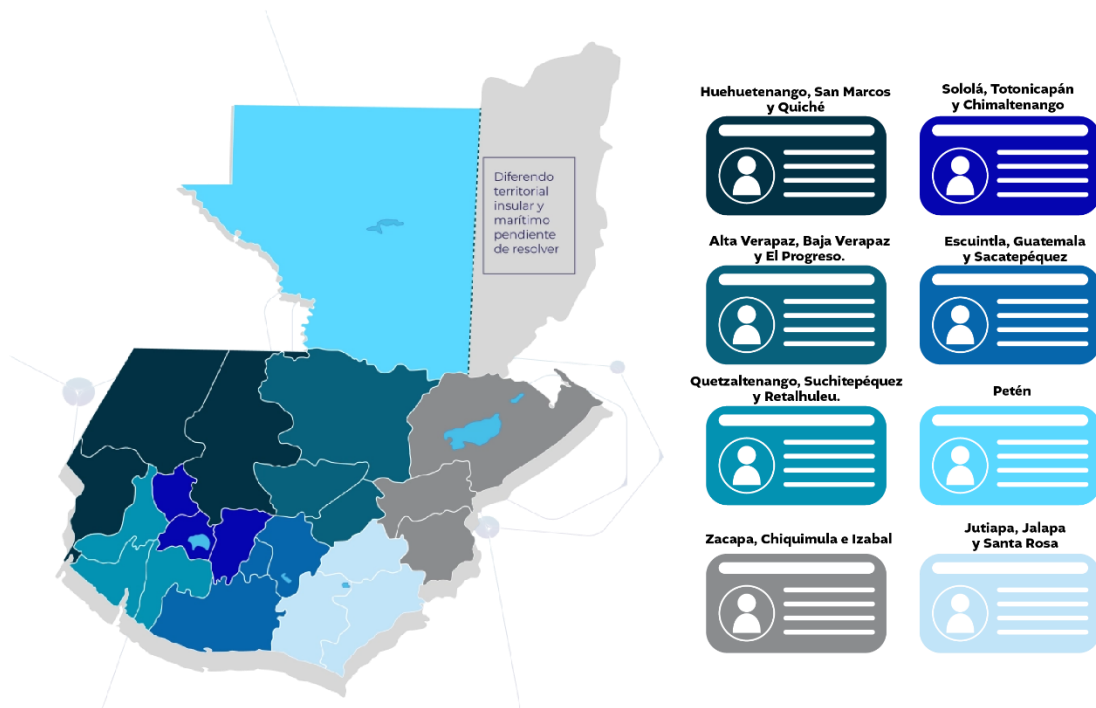 Diferendo
territorial
insular y
marítimo
pendiente
de resolver
Huehuetenango, San Marcos
y Quiché
Sololá, Totonicapán
y Chimaltenango
Alta Verapaz, Baja Verapaz
y El Progreso.
Escuintla, Guatemala
y Sacatepéquez
Quetzaltenango, Suchitepéquez
y Retalhuleu.
Petén
Zacapa, Chiquimula e Izabal
Jutiapa, Jalapa
y Santa Rosa